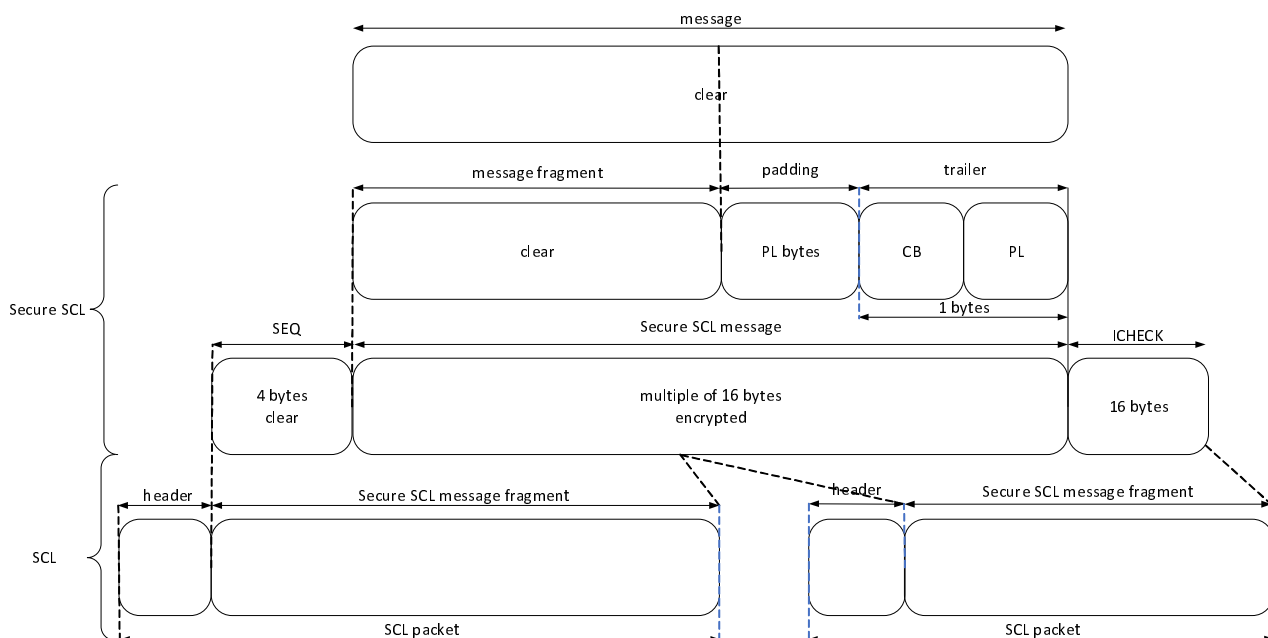 message
clear
message fragment
padding
trailer
clear
PL bytes
CB
PL
1 bytes
Secure SCL
SEQ
Secure SCL message
ICHECK
4 bytes
clear
multiple of 16 bytes
encrypted
16 bytes
header
Secure SCL message fragment
header
Secure SCL message fragment
SCL
SCL packet
SCL packet